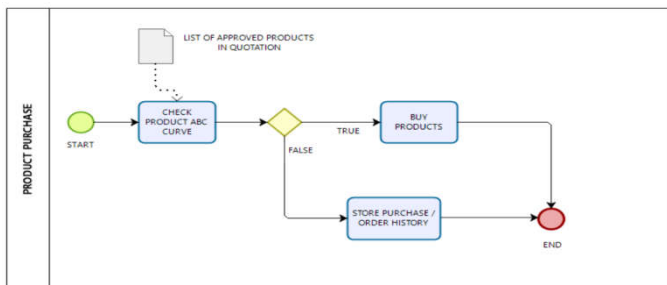 PRODUCT PURCHASE
LIST OF APPROVED PRODUCTS
IN QUOTATION
START
CHECK
PRODUCT ABC
CURVE
TRUE
FALSE
BUY
PRODUCTS
STORE PURCHASE /
ORDER HISTORY
END